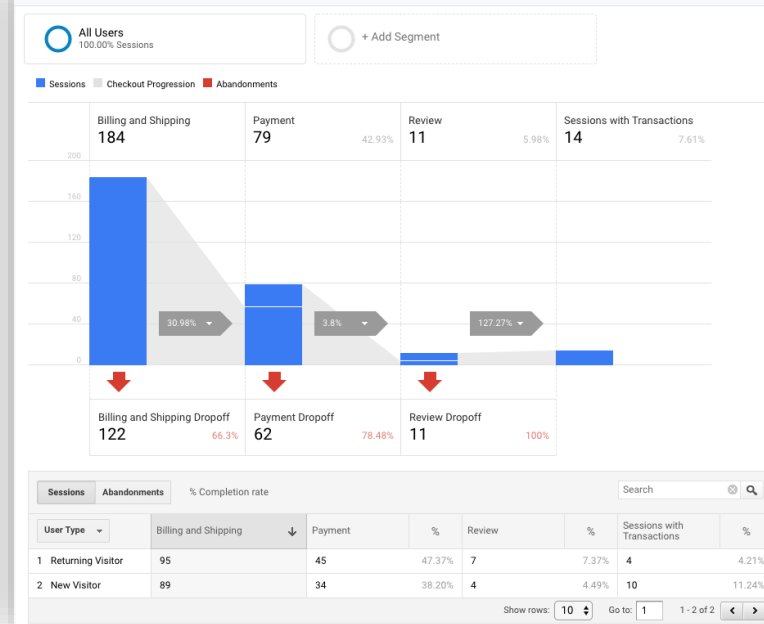 All Users
100.00% Sessions
+ Add Segment
Sessions Checkout Progression Abandonments
Billing and Shipping Payment Review Sessions with Transactions
184 79 42.93% 11 5.98% 14 7.61%
200
160
120
80
40
0
30.98% 3.8% 127.27%
Billing and Shipping Dropoff Payment Dropoff Review Dropoff
122 66.3% 62 78.48% 11 100%
Sessions Abandonments % Completion rate Search
User Type Billing and Shipping Payment % Review % Sessions with Transactions %
1 Returning Visitor 95 45 47.37% 7 7.37% 4 4.21%
2 New Visitor 89 34 38.20% 4 4.49% 10 11.24%
Show rows: 10 Go to: 1 1 - 2 of 2